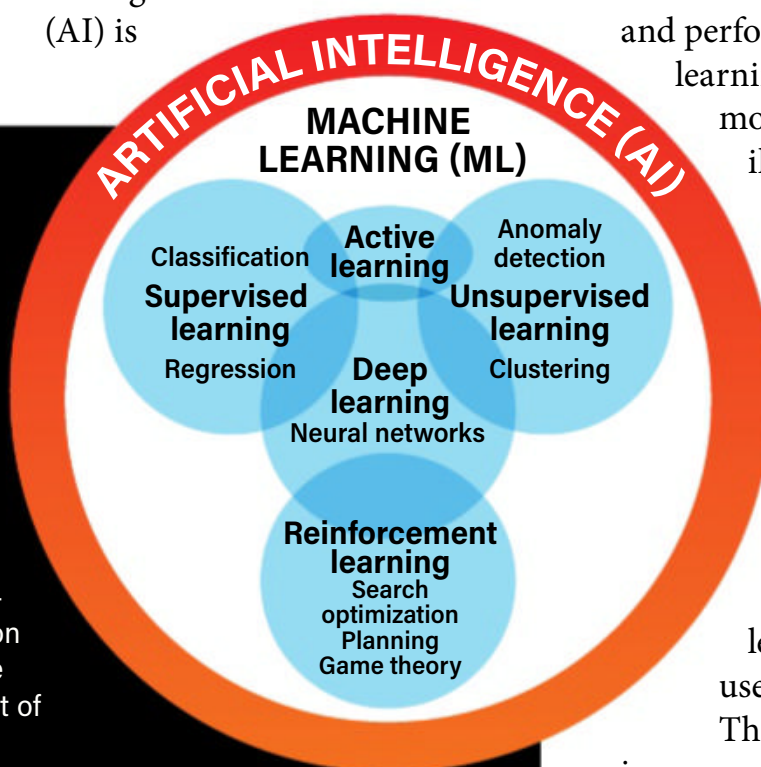 (AI) is
and perfo
learni
mo
ARTIFICIAL INTELLIGENCE (AI)
MACHINE
LEARNING (ML)
Active
learning
Classification
Supervised
learning
Regression
Anomaly
detection
Unsupervised
learning
Clustering
Deep
learning
Neural networks
Reinforcement
learning
Search
optimization
Planning
Game theory
on
t of
le
use
Th